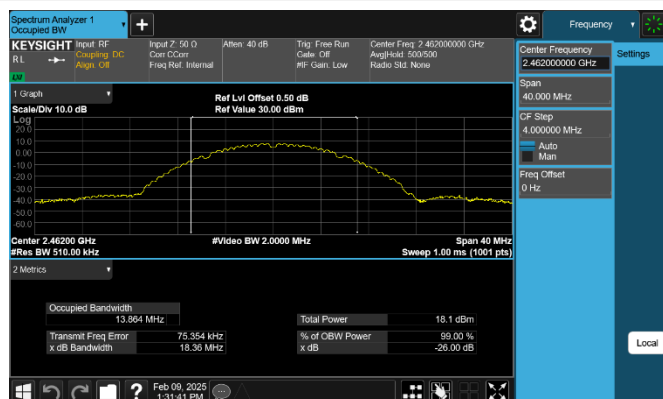 Spectrum Analyzer 1
Occupied BW
+
Frequency
KEYSIGHT
Input: RF
Coupling: DC
Align: Off
Input Z: 50 Ω
Corr CCorr
Freq Ref: Internal
Atten: 40 dB
Trig: Free Run
Gate: Off
#IF Gain: Low
Center Freq: 2.462000000 GHz
Avg|Hold: 500/500
Radio Std: None
R L
LXI
1 Graph
Scale/Div 10.0 dB
Ref Lvl Offset 0.50 dB
Ref Value 30.00 dBm
Log
20.0
10.0
0.00
-10.0
-20.0
-30.0
-40.0
-50.0
-60.0
Center 2.46200 GHz
#Video BW 2.0000 MHz
Span 40 MHz
#Res BW 510.00 kHz
Sweep 1.00 ms (1001 pts)
2 Metrics
Occupied Bandwidth
13.864 MHz
Total Power 18.1 dBm
Transmit Freq Error 75.354 kHz
% of OBW Power 99.00 %
x dB Bandwidth 18.36 MHz
x dB -26.00 dB
Center Frequency
2.462000000 GHz
Settings
Span
40.000 MHz
CF Step
4.000000 MHz
Auto
Man
Freq Offset
0 Hz
Local
?
Feb 09, 2025
1:31:41 PM